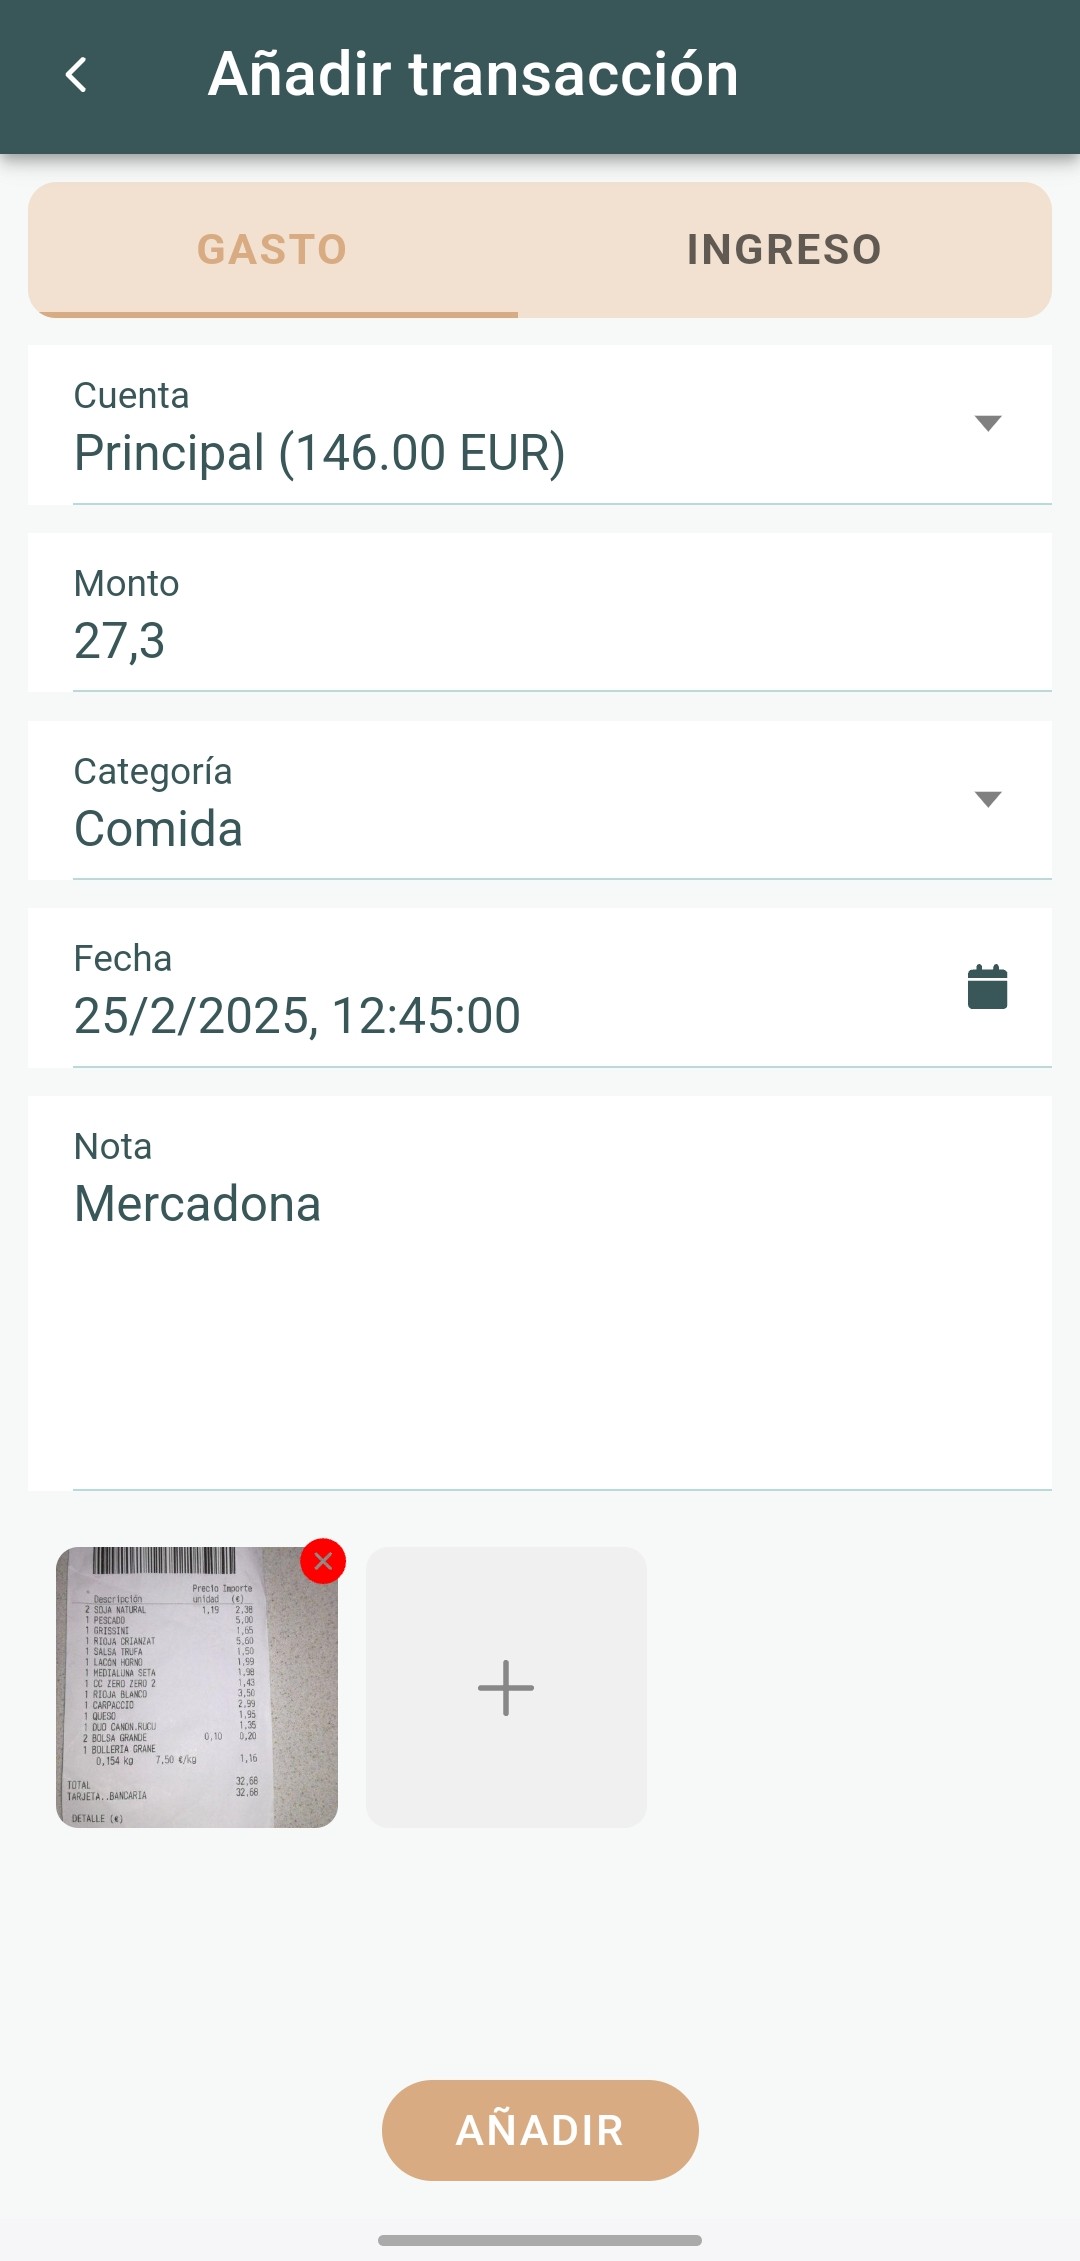 Añadir transacción
GASTO INGRESO
Cuenta
Principal (146.00 EUR)
Monto
27,3
Categoría
Comida
Fecha
25/2/2025, 12:45:00
Nota
Mercadona
Precio Importe
Descripción unidad (€)
2 SOJA NATURAL 1,19 2,38
1 PESCADO 5,00
1 GRISSINI 1,65
1 RIOJA CRIANZAT 5,60
1 SALSA TRUFA 1,50
1 LACON HORNO 1,99
1 MEDIALUNA SETA 1,98
1 CC ZERO ZERO 2 1,43
1 RIOJA BLANCO 3,50
1 CARPACCIO 2,99
1 QUESO 1,95
1 DUO CANON.RUCU 1,35
2 BOLSA GRANDE 0,10 0,20
1 BOLLERIA GRANE
0,154 kg 7,50 €/kg 1,16
TOTAL 32,68
TARJETA..BANCARIA 32,68
DETALLE (€)
AÑADIR